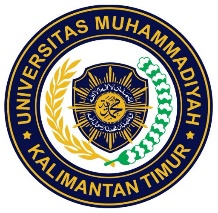 UNIVERSITAS MUHAMMADIYAH
KALIMANTAN TIMUR
محمد